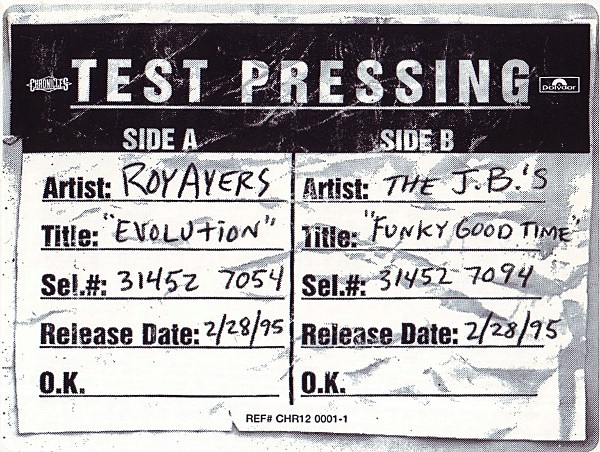 CHRONICLES
TEST PRESSING
polydor
SIDE A
Artist: ROY AYERS
Title: "EVOLUTION"
Sel.#: 31452 7054
Release Date: 2/28/95
O.K.
SIDE B
Artist: THE J.B.'S
Title: "FUNKY GOOD TIME"
Sel.#: 31452 7094
Release Date: 2/28/95
O.K.
REF# CHR12 0001-1